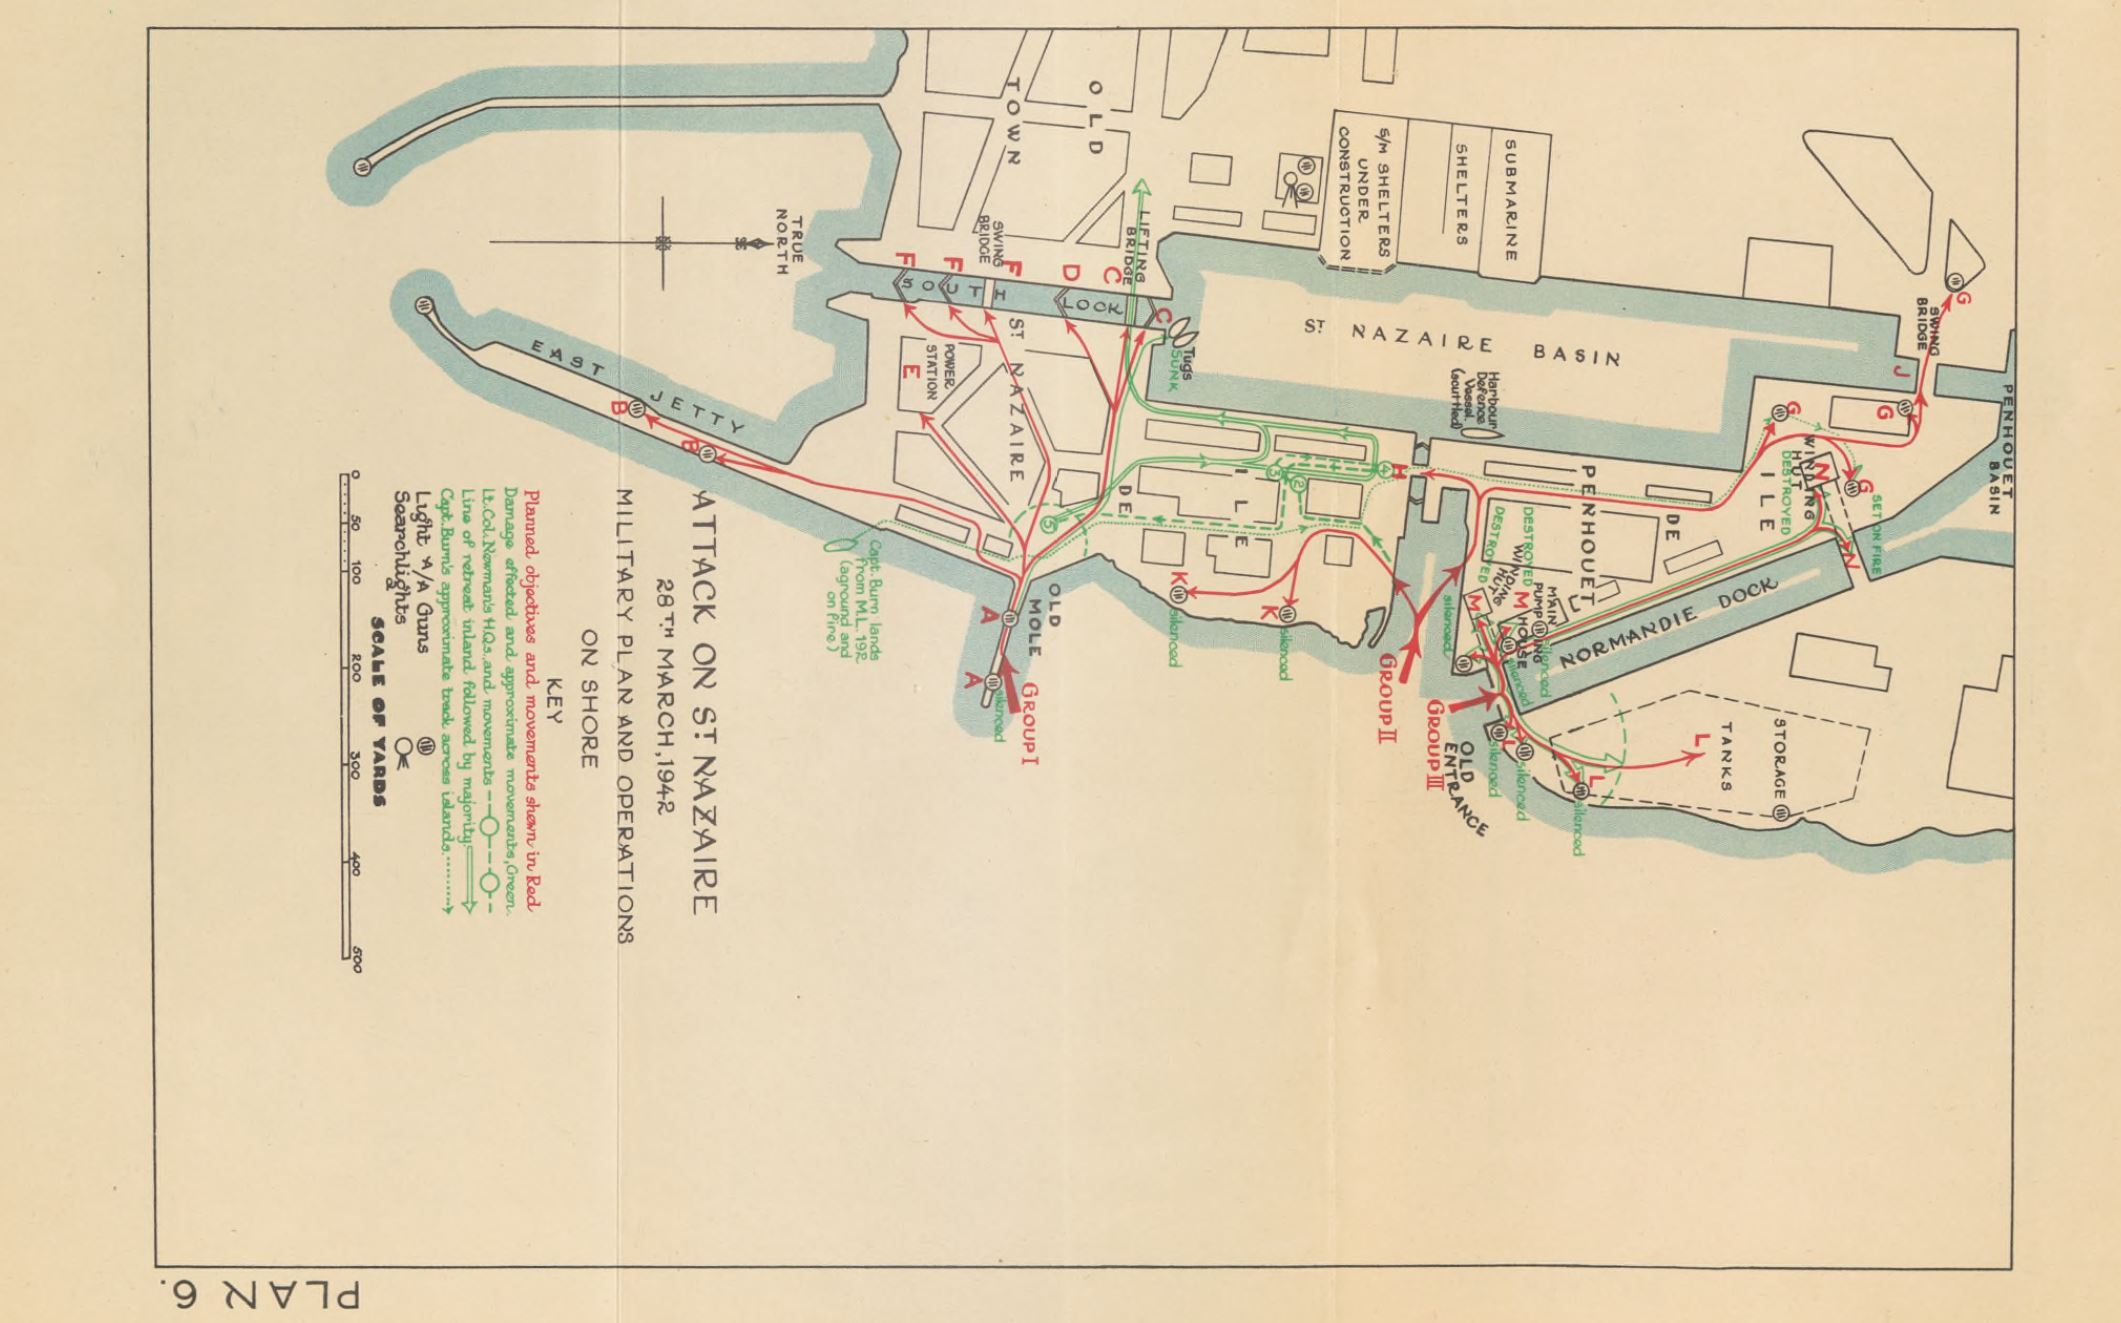 PENHOUET
BASIN
G
SWING
BRIDGE
J
G
SET ON FIRE
G
N
N
WINDING
HUT
DESTROYED
G
ILE
STORAGE
TANKS
L
NORMANDIE DOCK
DE
PENHOUET
ST NAZAIRE BASIN
L
silenced
MAIN
PUMPING
HOUSE
silenced
DESTROYED
M
silenced
WINDING
HUT
DESTROYED
M
silenced
L
silenced
silenced
OLD
ENTRANCE
GROUP III
GROUP II
SUBMARINE
SHELTERS
S/M SHELTERS
UNDER
CONSTRUCTION
Harbour
Defence
Vessel
(scuttled)
H
4
2
3
silenced
K
ILE
K
silenced
Tugs
SUNK
C
LIFTING
BRIDGE
C
DE
OLD
TOWN
D
SOUTH LOCK
5
OLD
MOLE
GROUP I
silenced
A
A
F
ST NAZAIRE
SWING
BRIDGE
F
POWER
STATION
E
F
Capt. Burn lands
from M.L. 192
(aground and
on fire)
TRUE
NORTH
EAST JETTY
B
B
ATTACK ON ST NAZAIRE
28TH MARCH, 1942
MILITARY PLAN AND OPERATIONS
ON SHORE
KEY
Planned objectives and movements shewn in Red
Damage effected and approximate movements, Green.
Lt. Col. Newman's H.Qs. and movements
Line of retreat inland followed by majority
Capt. Burn's approximate track across islands
Light A/A Guns
Searchlights
SCALE OF YARDS
0 50 100 200 300 400 500
PLAN 6.